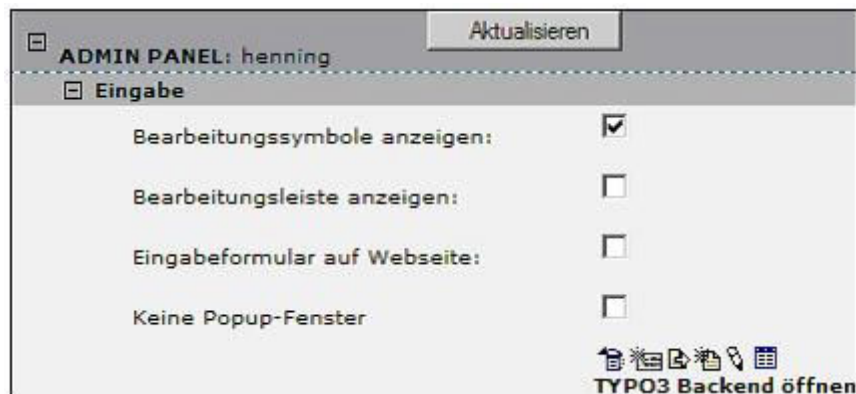 Aktualisieren
ADMIN PANEL: henning
Eingabe
Bearbeitungssymbole anzeigen:
Bearbeitungsleiste anzeigen:
Eingabeformular auf Webseite:
Keine Popup-Fenster
TYPO3 Backend öffnen